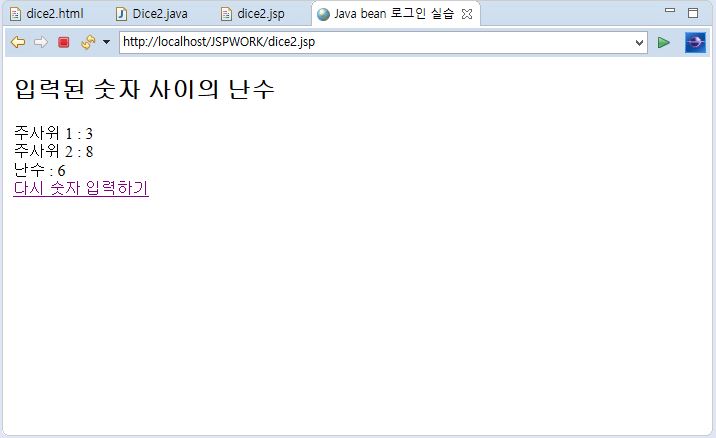 dice2.html
Dice2.java
dice2.jsp
Java bean 로그인 실습
http://localhost/JSPWORK/dice2.jsp
입력된 숫자 사이의 난수
주사위 1 : 3
주사위 2 : 8
난수 : 6
다시 숫자 입력하기